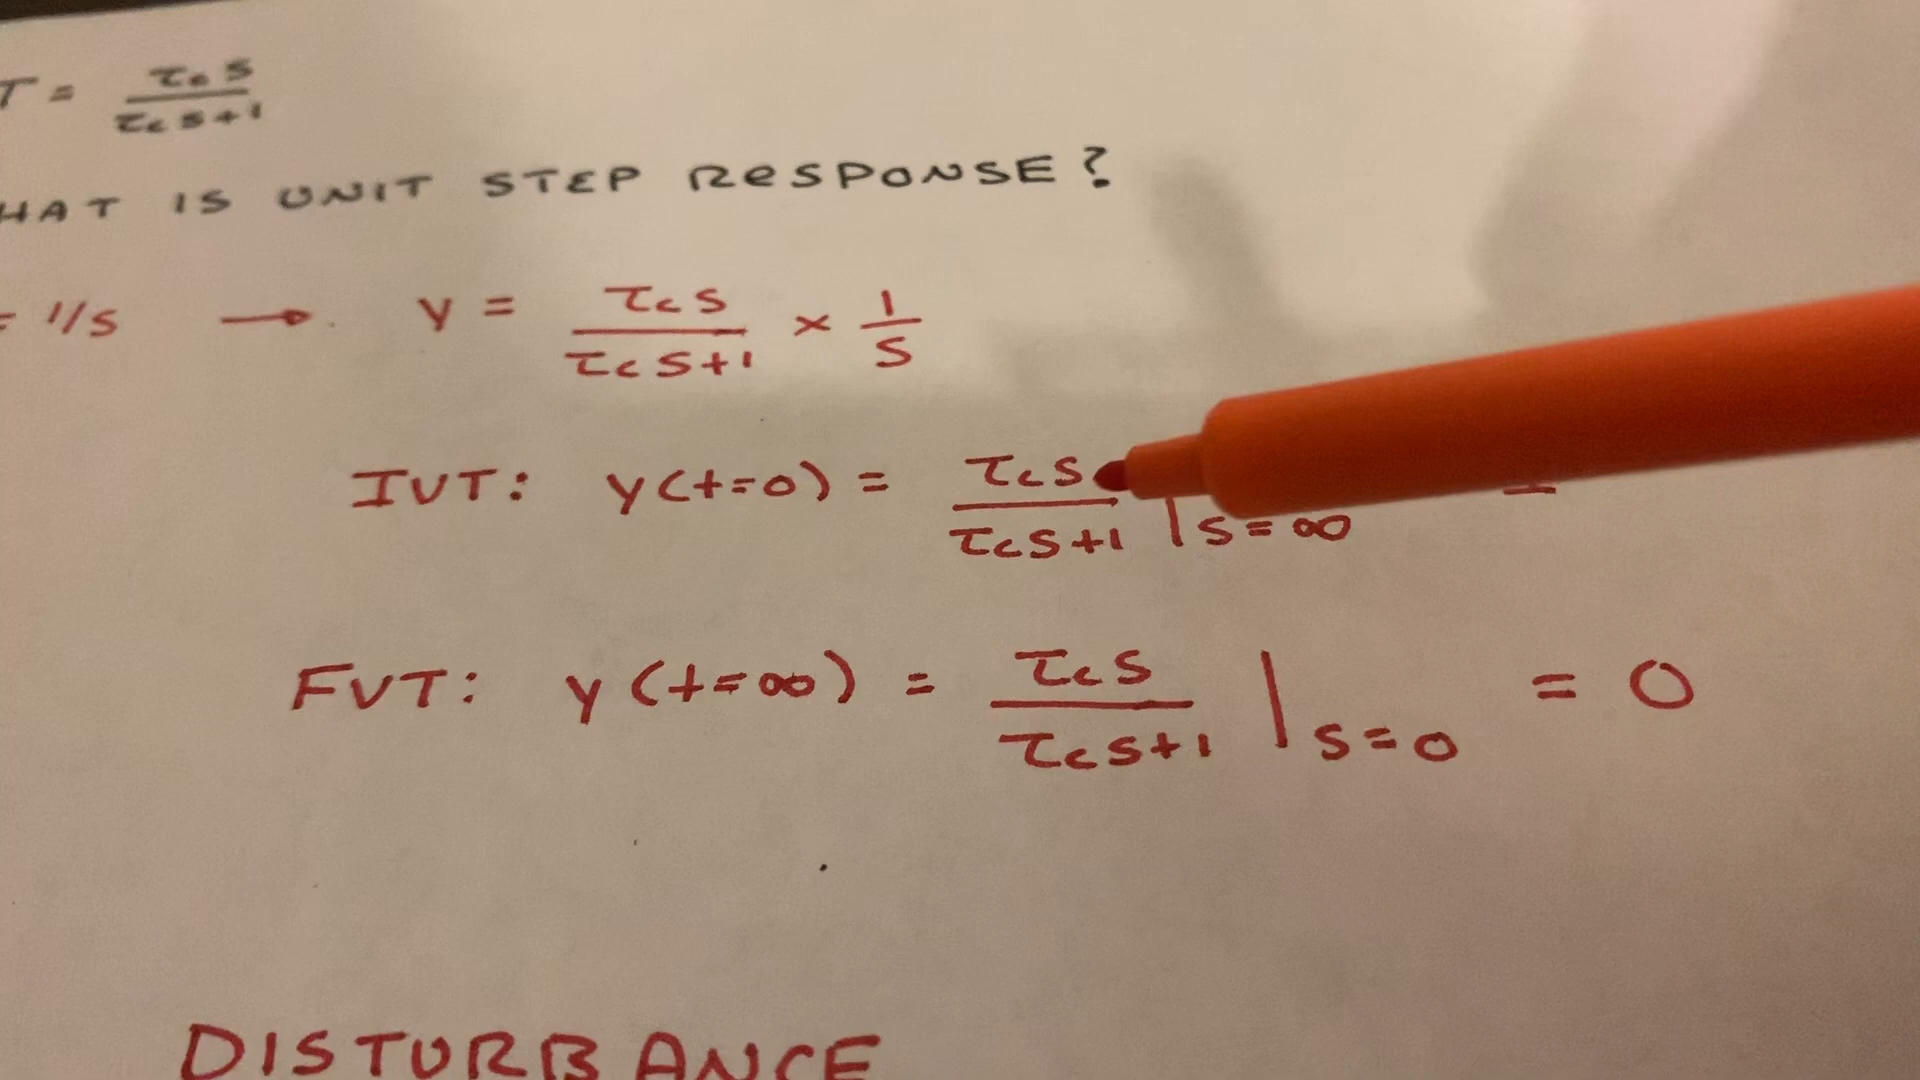 T = τcs / τcs+1
HAT IS UNIT STEP RESPONSE?
= 1/s → y = τcs / τcs+1 × 1/s
IVT: y(t=0) = τcs / τcs+1 |s=∞
FVT: y(t=∞) = τcs / τcs+1 |s=0 = 0
DISTURBANCE